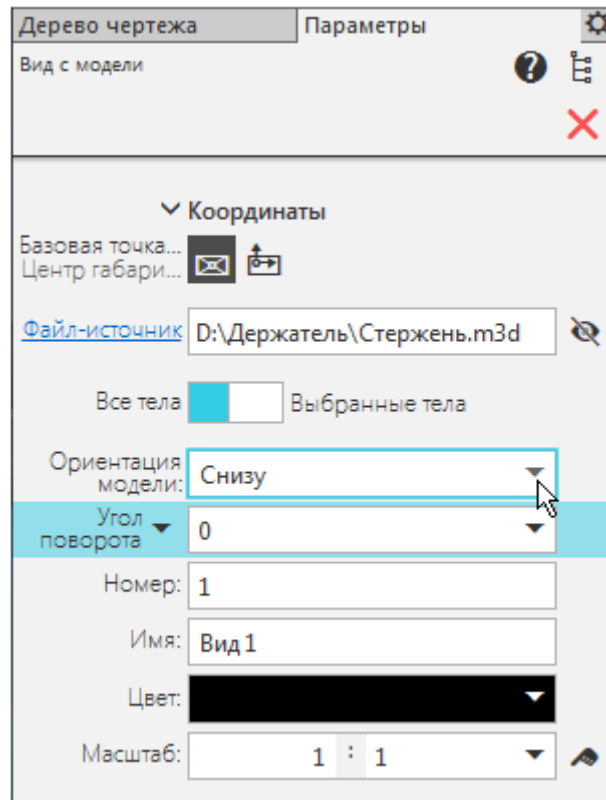 Дерево чертежа
Параметры
Вид с модели
Координаты
Базовая точка...
Центр габари...
Файл-источник D:\Держатель\Стержень.m3d
Все тела Выбранные тела
Ориентация
модели: Снизу
Угол
поворота 0
Номер: 1
Имя: Вид 1
Цвет:
Масштаб: 1 : 1